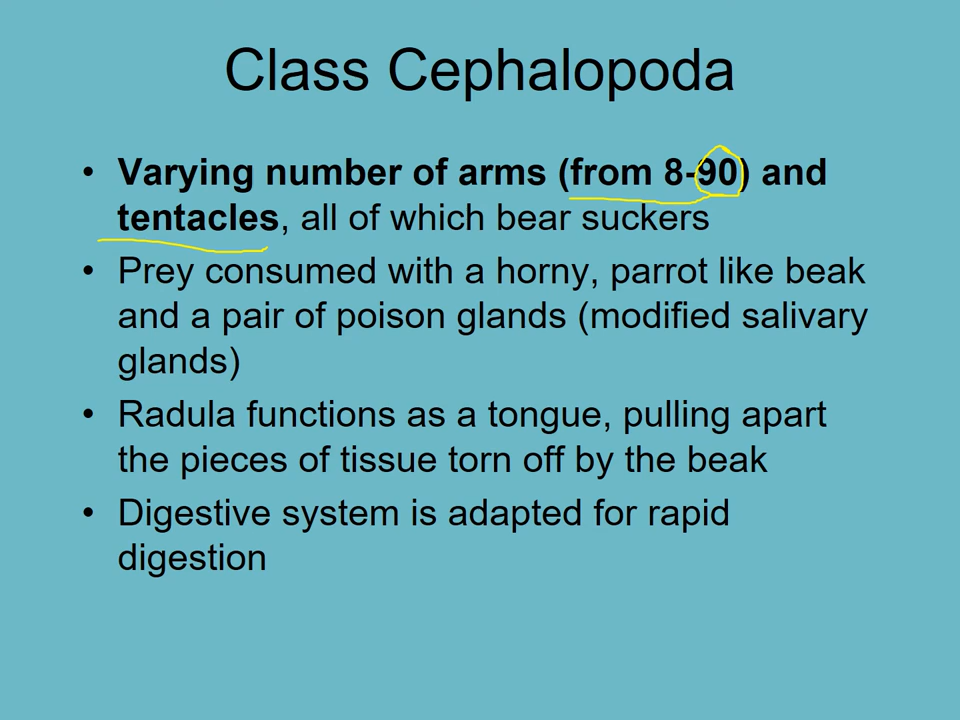 Class Cephalopoda
• Varying number of arms (from 8-90) and
tentacles, all of which bear suckers
• Prey consumed with a horny, parrot like beak
and a pair of poison glands (modified salivary
glands)
• Radula functions as a tongue, pulling apart
the pieces of tissue torn off by the beak
• Digestive system is adapted for rapid
digestion